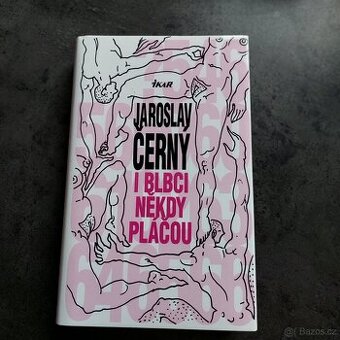 IKAR
JAROSLAV
ČERNÝ
I BLBCI
NĚKDY
PLÁČOU
© Bazos.cz